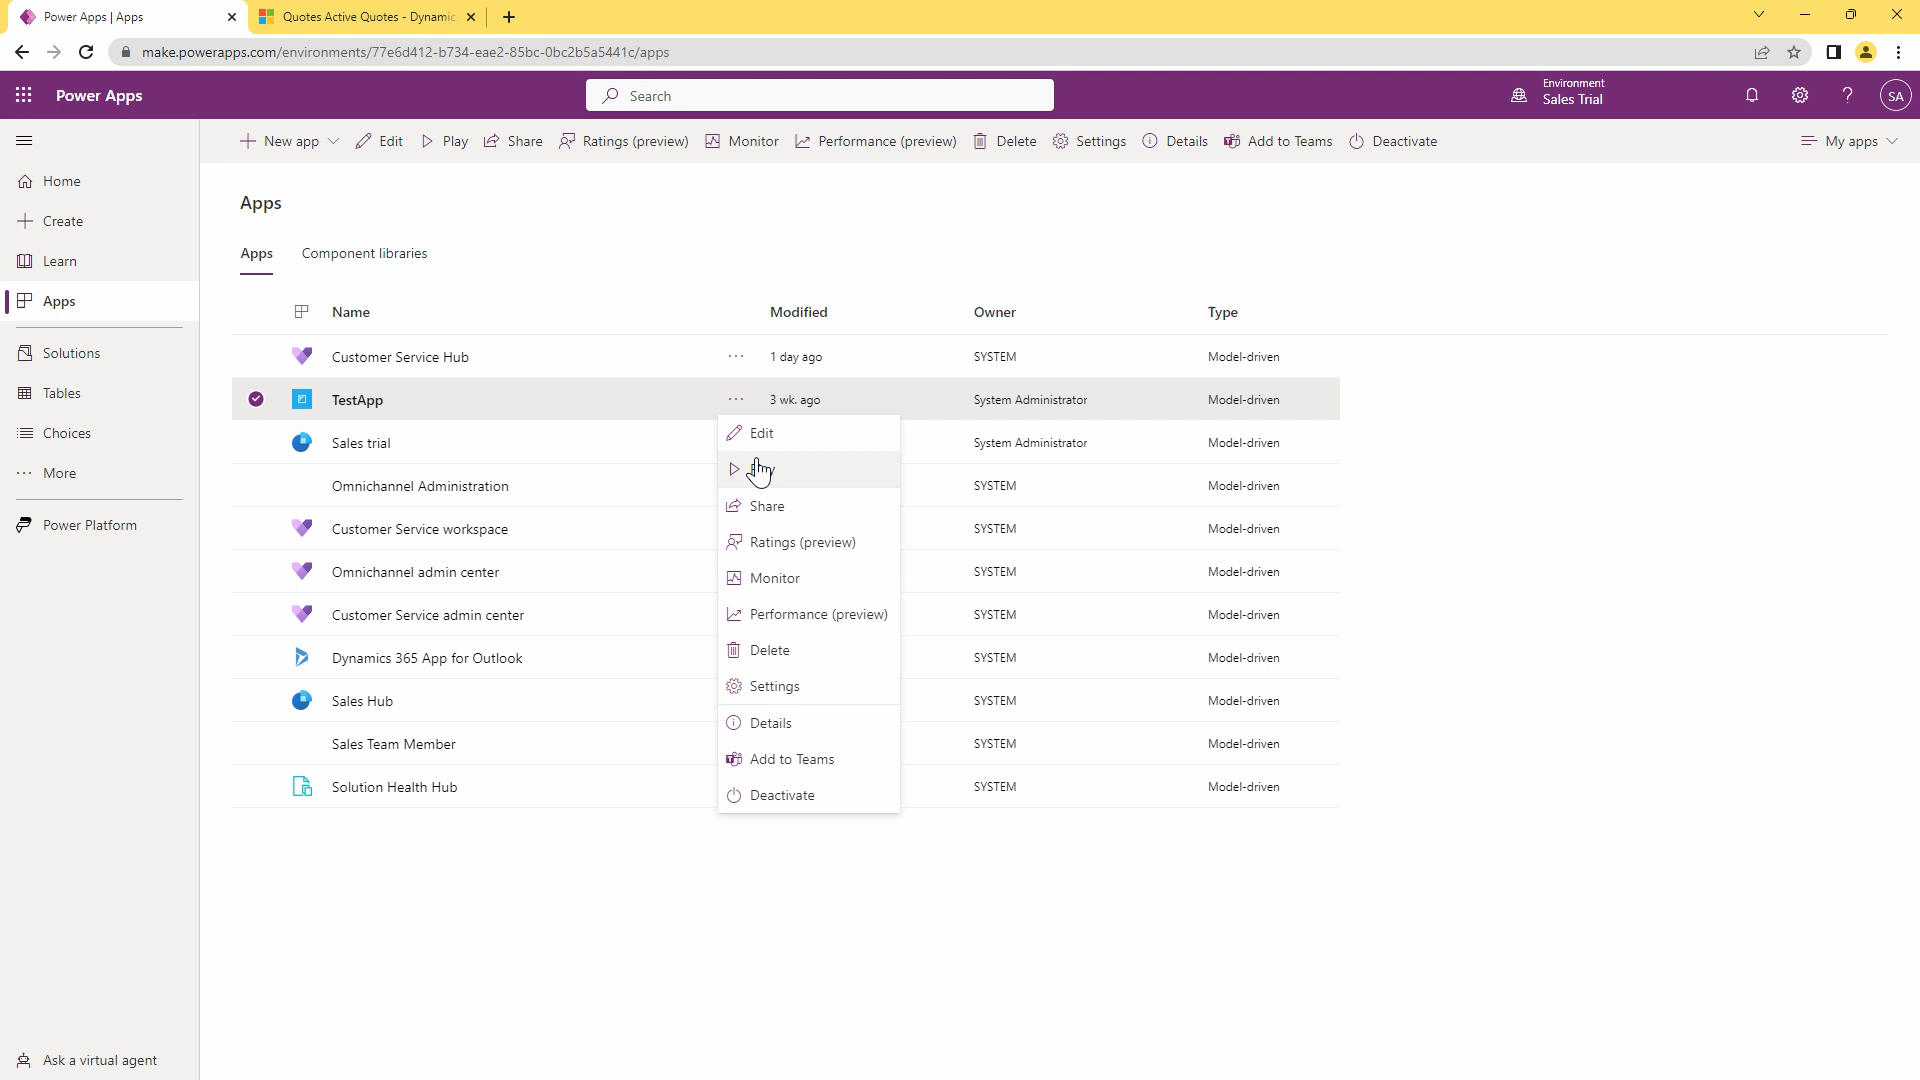 Power Apps | Apps
Quotes Active Quotes - Dynamic
make.powerapps.com/environments/77e6d412-b734-eae2-85bc-0bc2b5a5441c/apps
Power Apps
Search
Environment
Sales Trial
SA
New app
Edit
Play
Share
Ratings (preview)
Monitor
Performance (preview)
Delete
Settings
Details
Add to Teams
Deactivate
My apps
Home
Create
Learn
Apps
Solutions
Tables
Choices
More
Power Platform
Ask a virtual agent
Apps
Apps Component libraries
Name Modified Owner Type
Customer Service Hub ··· 1 day ago SYSTEM Model-driven
TestApp ··· 3 wk. ago System Administrator Model-driven
Sales trial System Administrator Model-driven
Omnichannel Administration SYSTEM Model-driven
Customer Service workspace SYSTEM Model-driven
Omnichannel admin center SYSTEM Model-driven
Customer Service admin center SYSTEM Model-driven
Dynamics 365 App for Outlook SYSTEM Model-driven
Sales Hub SYSTEM Model-driven
Sales Team Member SYSTEM Model-driven
Solution Health Hub SYSTEM Model-driven
Edit
Share
Ratings (preview)
Monitor
Performance (preview)
Delete
Settings
Details
Add to Teams
Deactivate